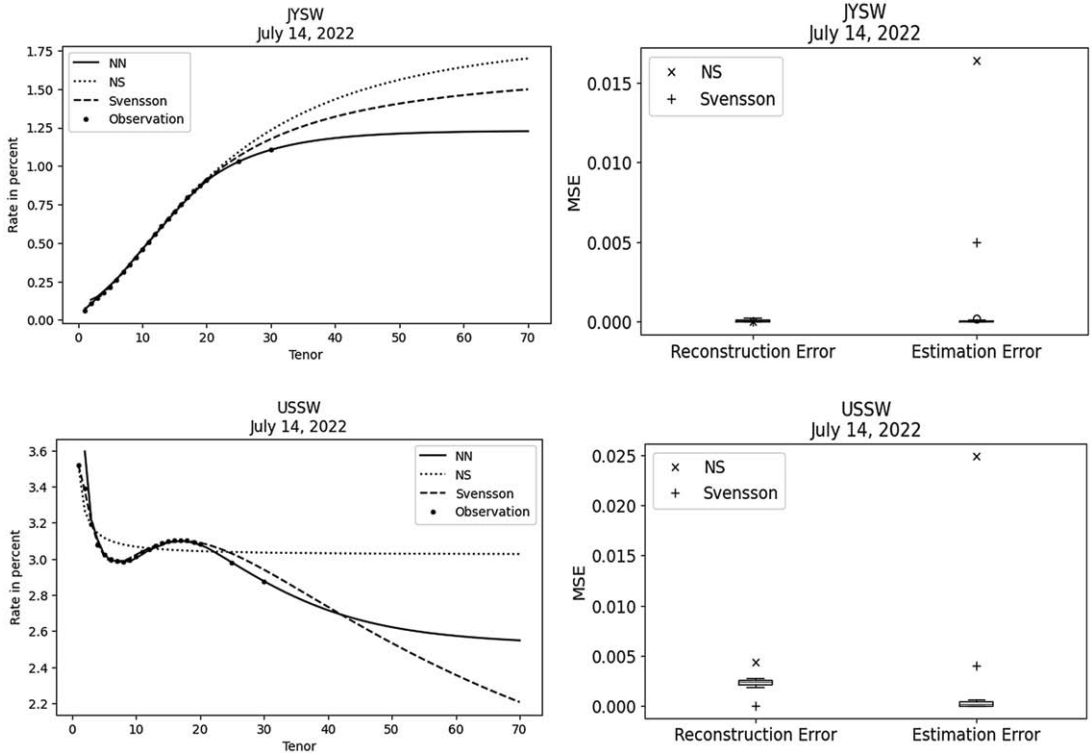 JYSW
July 14, 2022
NN
NS
Svensson
Observation
Rate in percent
1.75
1.50
1.25
1.00
0.75
0.50
0.25
0.00
0 10 20 30 40 50 60 70
Tenor
JYSW
July 14, 2022
NS
Svensson
MSE
0.015
0.010
0.005
0.000
Reconstruction Error Estimation Error
USSW
July 14, 2022
NN
NS
Svensson
Observation
Rate in percent
3.6
3.4
3.2
3.0
2.8
2.6
2.4
2.2
0 10 20 30 40 50 60 70
Tenor
USSW
July 14, 2022
NS
Svensson
MSE
0.025
0.020
0.015
0.010
0.005
0.000
Reconstruction Error Estimation Error